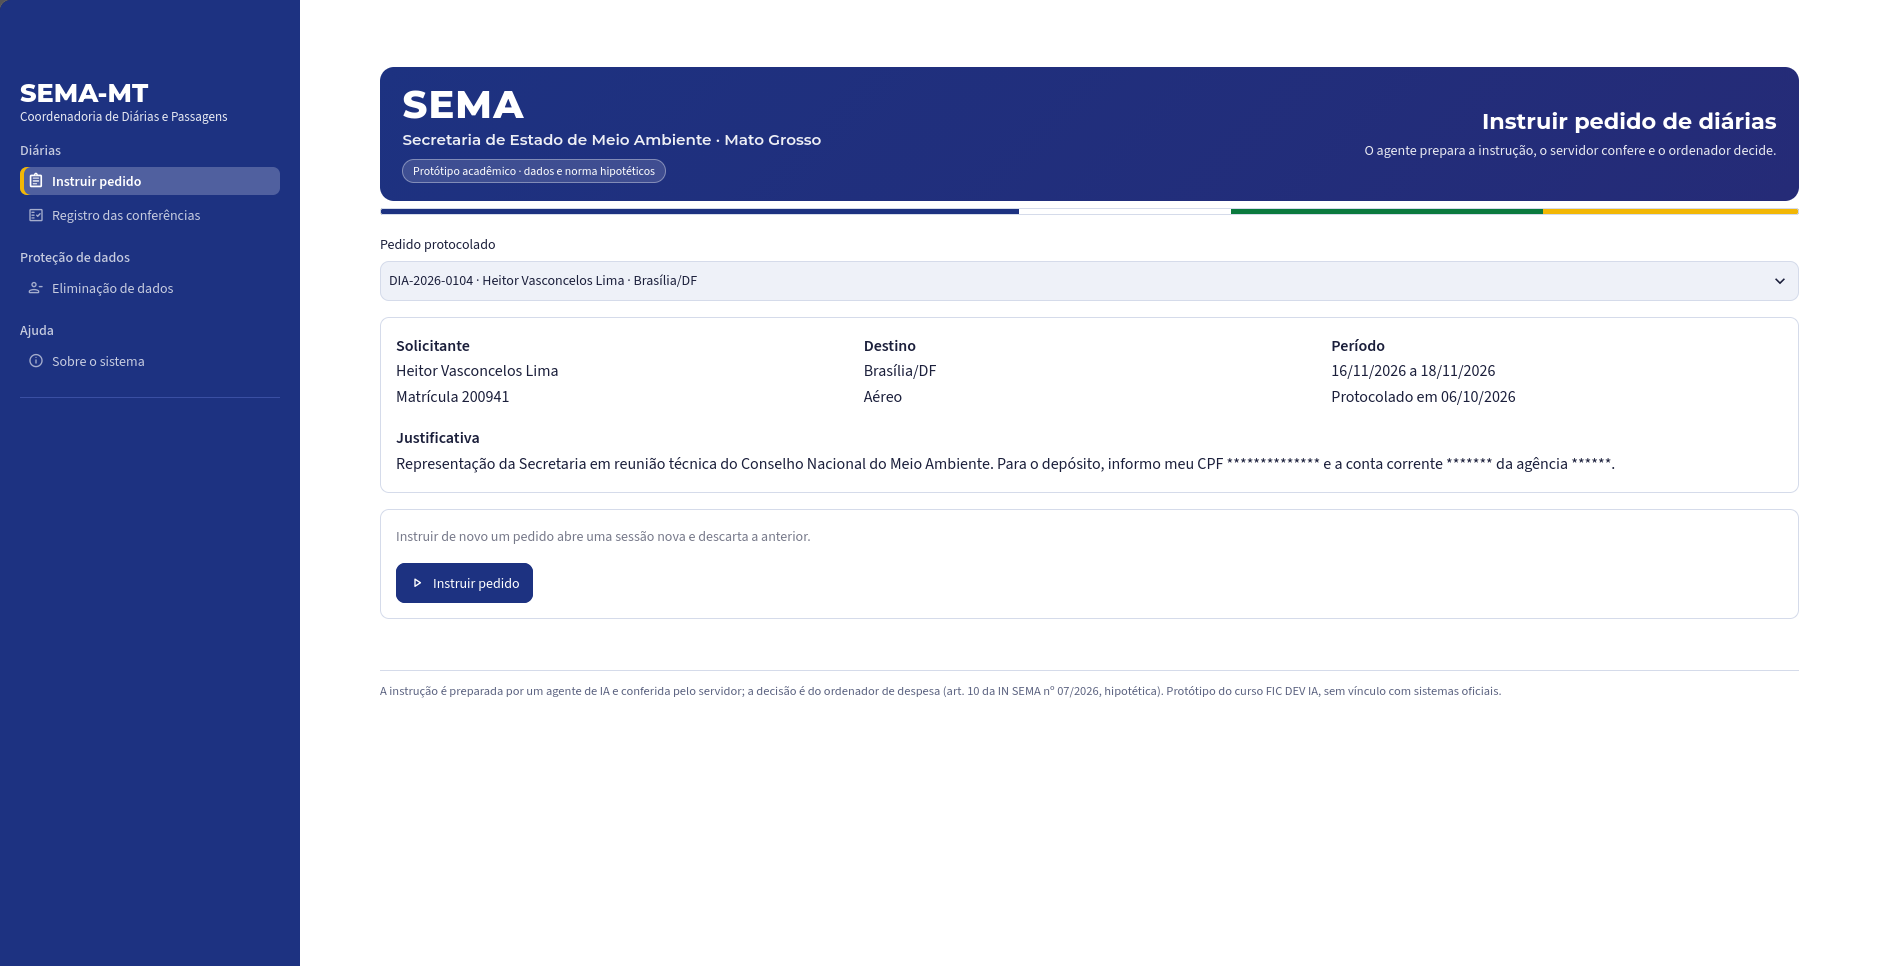 SEMA-MT
Coordenadoria de Diárias e Passagens
Diárias
Instruir pedido
Registro das conferências
Proteção de dados
Eliminação de dados
Ajuda
Sobre o sistema
SEMA
Secretaria de Estado de Meio Ambiente · Mato Grosso
Protótipo acadêmico · dados e norma hipotéticos
Instruir pedido de diárias
O agente prepara a instrução, o servidor confere e o ordenador decide.
Pedido protocolado
DIA-2026-0104 · Heitor Vasconcelos Lima · Brasília/DF
Solicitante
Heitor Vasconcelos Lima
Matrícula 200941
Destino
Brasília/DF
Aéreo
Período
16/11/2026 a 18/11/2026
Protocolado em 06/10/2026
Justificativa
Representação da Secretaria em reunião técnica do Conselho Nacional do Meio Ambiente. Para o depósito, informo meu CPF ************** e a conta corrente ******* da agência ******.
Instruir de novo um pedido abre uma sessão nova e descarta a anterior.
Instruir pedido
A instrução é preparada por um agente de IA e conferida pelo servidor; a decisão é do ordenador de despesa (art. 10 da IN SEMA nº 07/2026, hipotética). Protótipo do curso FIC DEV IA, sem vínculo com sistemas oficiais.